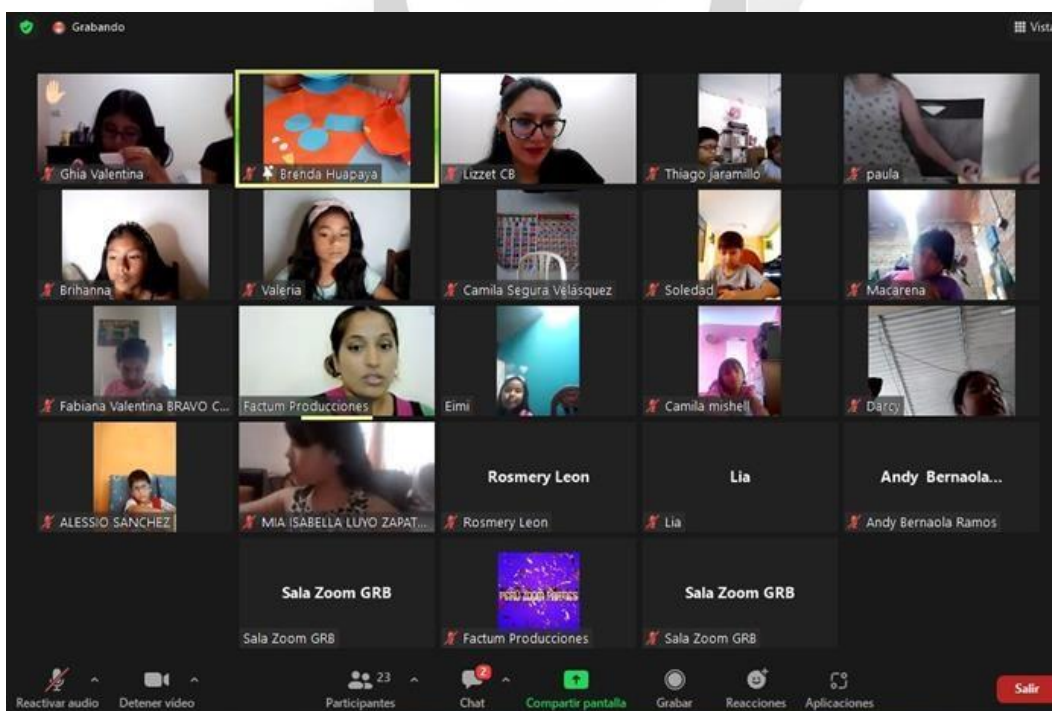 Grabando
Vista
Ghia Valentina
Brenda Huapaya
Lizzet CB
Thiago jaramillo
paula
Brihanna
Valeria
Camila Segura Velásquez
Soledad
Macarena
Fabiana Valentina BRAVO C...
Factum Producciones
Eimi
Camila mishell
Darcy
ALESSIO SANCHEZ
MIA ISABELLA LUYO ZAPAT...
Rosmery Leon
Rosmery Leon
Lia
Lia
Andy Bernaola...
Andy Bernaola Ramos
Sala Zoom GRB
Sala Zoom GRB
PERÚ ZOOM PARTIES
Factum Producciones
Sala Zoom GRB
Sala Zoom GRB
Reactivar audio
Detener video
23
Participantes
2
Chat
Compartir pantalla
Grabar
Reacciones
Aplicaciones
Salir